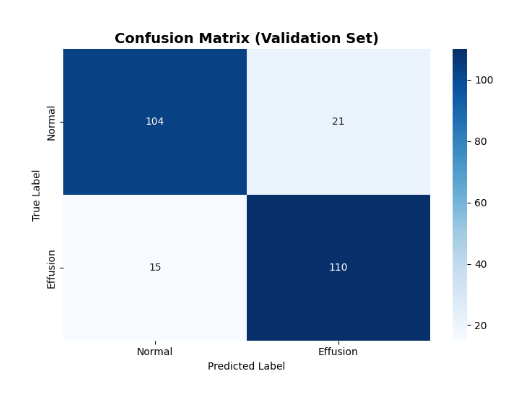 Confusion Matrix (Validation Set)
Normal
104
21
100
80
60
True Label
Effusion
15
110
40
20
Normal
Effusion
Predicted Label